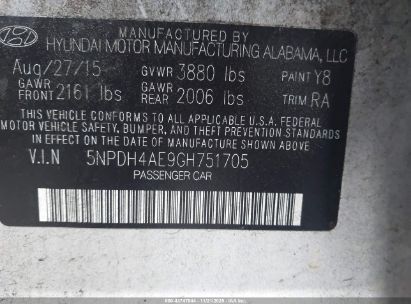 HYUNDAI MOTOR MANUFACTURING ALABAMA, LLC
Aug/27/15 GVWR 3880 lbs PAINT Y8
GAWR FRONT 2161 lbs GAWR REAR 2006 lbs TRIM RA
THIS VEHICLE CONFORMS TO ALL APPLICABLE FEDERAL
MOTOR VEHICLE SAFETY, BUMPER, AND THEFT PREVENTION STANDARDS
IN EFFECT ON THE DATE OF MANUFACTURE SHOWN ABOVE.
V.I.N 5NPDH4AE9GH751705
PASSENGER CAR